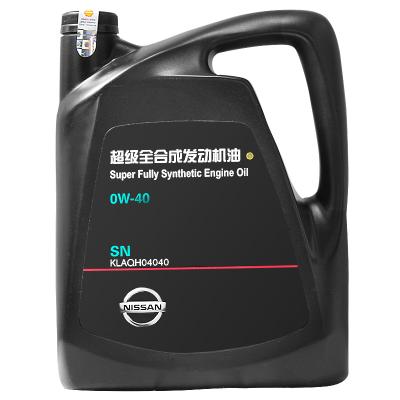 超级全合成发动机油
Super Fully Synthetic Engine Oil
0W-40
SN
KLAQH04040
NISSAN